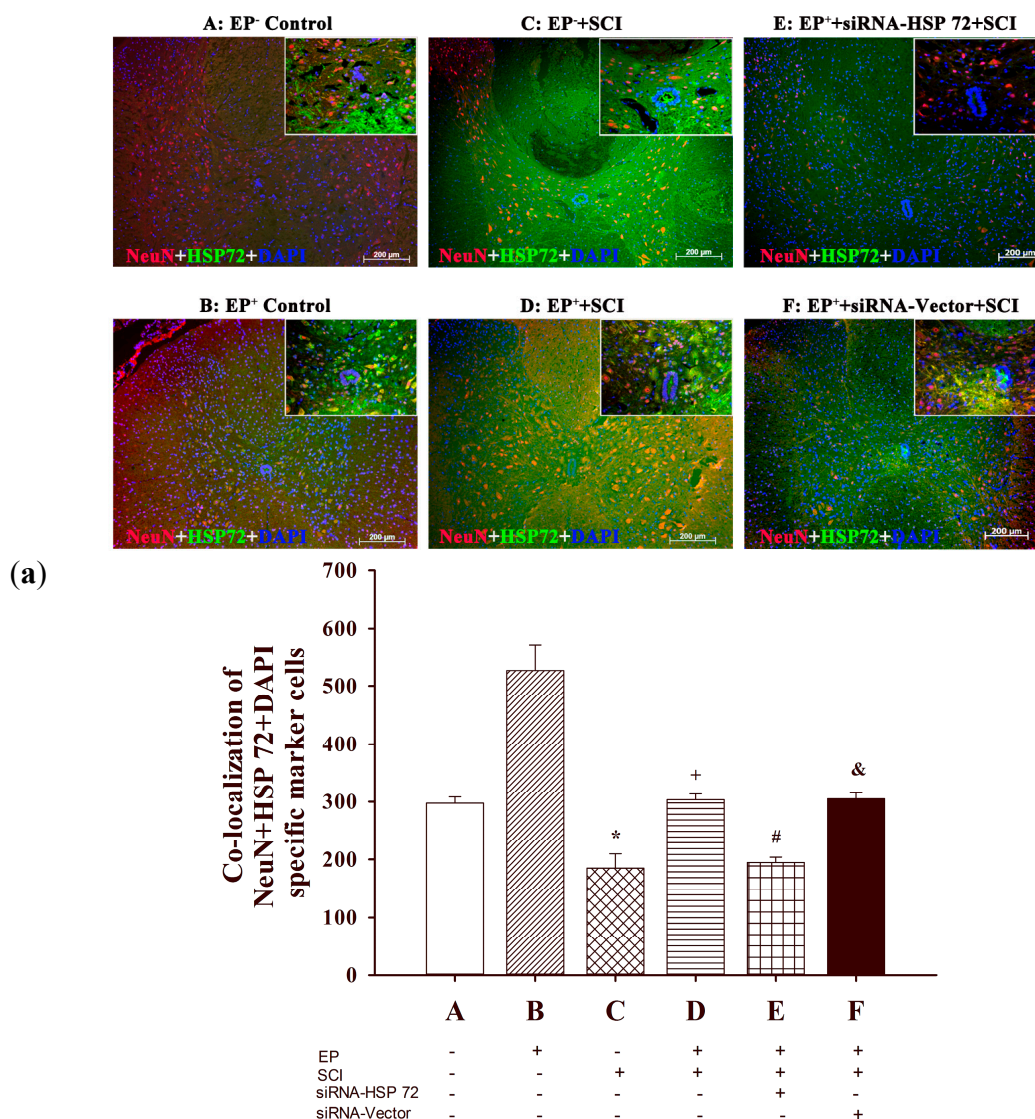 A: EP⁻ Control
C: EP⁻+SCI
E: EP⁺+siRNA-HSP 72+SCI
NeuN+HSP72+DAPI
200 µm
NeuN+HSP72+DAPI
200 µm
NeuN+HSP72+DAPI
200 µm
B: EP⁺ Control
D: EP⁺+SCI
F: EP⁺+siRNA-Vector+SCI
NeuN+HSP72+DAPI
200 µm
NeuN+HSP72+DAPI
200 µm
NeuN+HSP72+DAPI
200 µm
(a)
Co-localization of
NeuN+HSP 72+DAPI
specific marker cells
700
600
500
400
300
200
100
0
*
+
#
&
A B C D E F
EP - + - + + +
SCI - - + + + +
siRNA-HSP 72 - - - - + -
siRNA-Vector - - - - - +